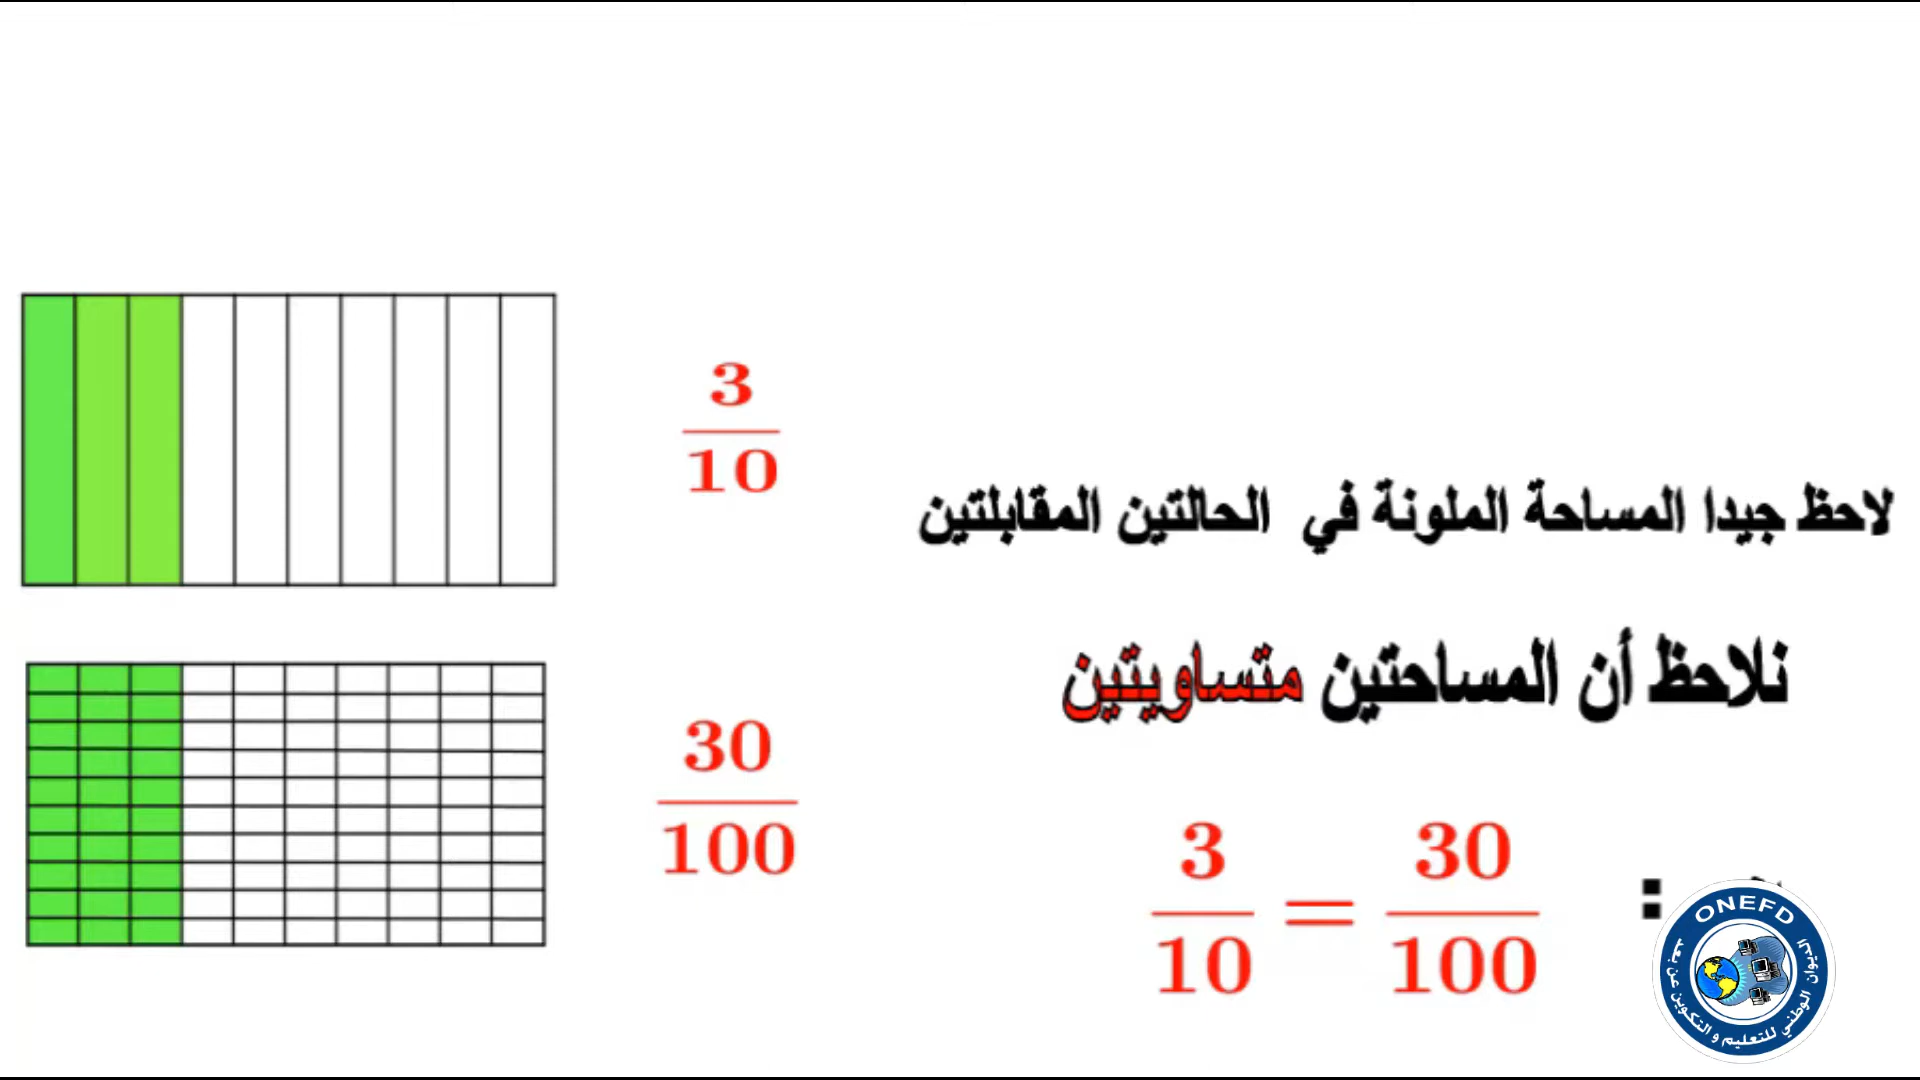 3/10
لاحظ جيدا المساحة الملونة في الحالتين المقابلتين
نلاحظ أن المساحتين متساويتين
30/100
3/10 = 30/100
:
ONEFD
الديوان الوطني للتعليم و التكوين عن بعد